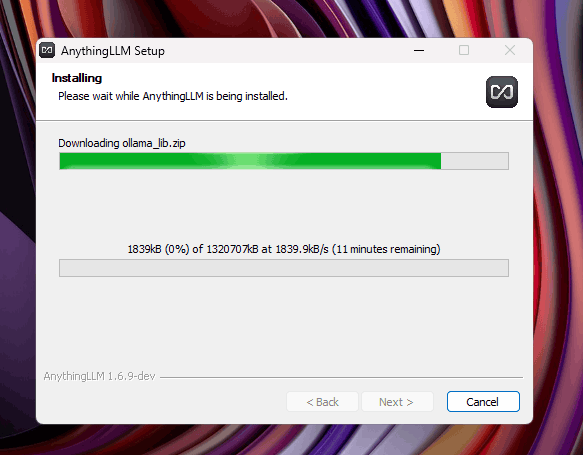 AnythingLLM Setup
Installing
Please wait while AnythingLLM is being installed.
Downloading ollama_lib.zip
1839kB (0%) of 1320707kB at 1839.9kB/s (11 minutes remaining)
AnythingLLM 1.6.9-dev
< Back Next > Cancel